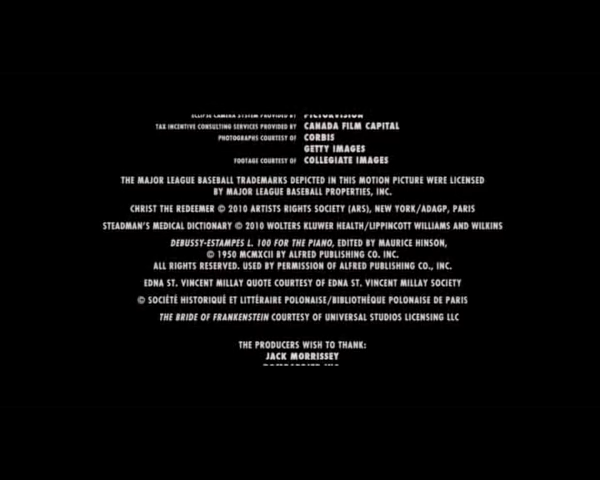 ECLIPSE CAMERA SYSTEM PROVIDED BY PICTORVISION
TAX INCENTIVE CONSULTING SERVICES PROVIDED BY CANADA FILM CAPITAL
PHOTOGRAPHS COURTESY OF CORBIS
GETTY IMAGES
FOOTAGE COURTESY OF COLLEGIATE IMAGES
THE MAJOR LEAGUE BASEBALL TRADEMARKS DEPICTED IN THIS MOTION PICTURE WERE LICENSED
BY MAJOR LEAGUE BASEBALL PROPERTIES, INC.
CHRIST THE REDEEMER © 2010 ARTISTS RIGHTS SOCIETY (ARS), NEW YORK/ADAGP, PARIS
STEADMAN'S MEDICAL DICTIONARY © 2010 WOLTERS KLUWER HEALTH/LIPPINCOTT WILLIAMS AND WILKINS
DEBUSSY-ESTAMPES L. 100 FOR THE PIANO, EDITED BY MAURICE HINSON,
© 1950 MCMXCII BY ALFRED PUBLISHING CO. INC.
ALL RIGHTS RESERVED. USED BY PERMISSION OF ALFRED PUBLISHING CO., INC.
EDNA ST. VINCENT MILLAY QUOTE COURTESY OF EDNA ST. VINCENT MILLAY SOCIETY
© SOCIÉTÉ HISTORIQUE ET LITTÉRAIRE POLONAISE/BIBLIOTHÈQUE POLONAISE DE PARIS
THE BRIDE OF FRANKENSTEIN COURTESY OF UNIVERSAL STUDIOS LICENSING LLC
THE PRODUCERS WISH TO THANK:
JACK MORRISSEY